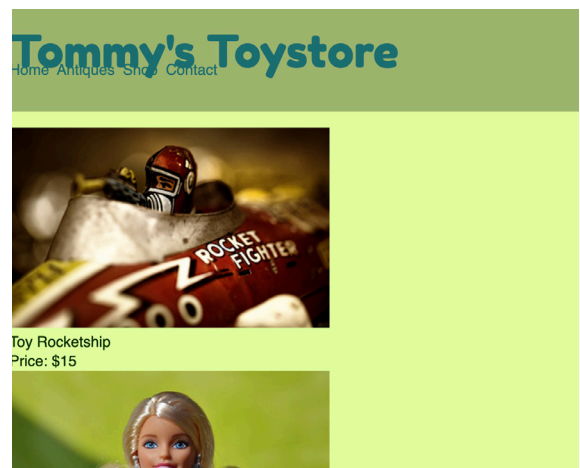 Tommy's Toystore
Home Antiques Shop Contact
ROCKET
FIGHTER
Toy Rocketship
Price: $15